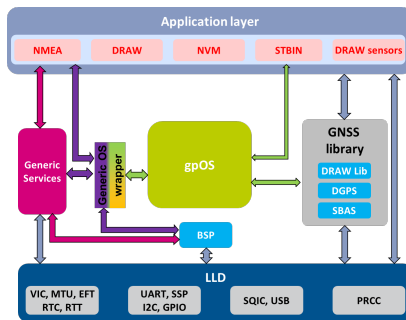 Application layer
NMEA DRAW NVM STBIN DRAW sensors
Generic
Services
Generic OS
wrapper
gpOS
GNSS
library
DRAW Lib
DGPS
SBAS
BSP
LLD
VIC, MTU, EFT
RTC, RTT
UART, SSP
I2C, GPIO
SQIC, USB
PRCC